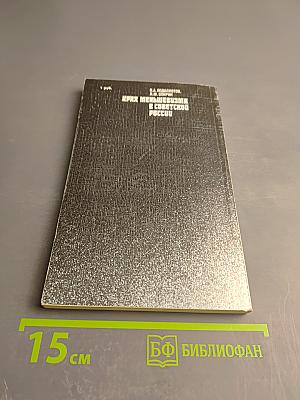 1 руб.
П.А. ПОДБОЛОТОВ,
Л.М. СПИРИН
КРАХ МЕНЬШЕВИЗМА
В СОВЕТСКОЙ
РОССИИ
15 см
БФ БИБЛИОФАН